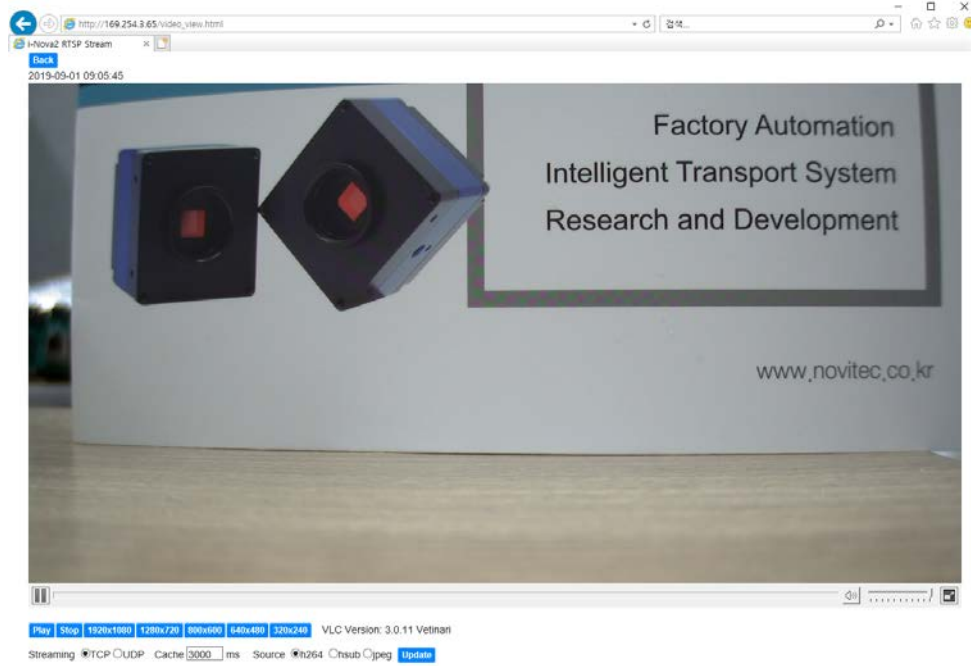 http://169.254.3.65/video_view.html
검색...
i-Nova2 RTSP Stream
Back
2019-09-01 09:05:45
Factory Automation
Intelligent Transport System
Research and Development
www.novitec.co.kr
Play Stop 1920x1080 1280x720 800x600 640x480 320x240 VLC Version: 3.0.11 Vetinari
Streaming TCP UDP Cache 3000 ms Source h264 hsub jpeg Update